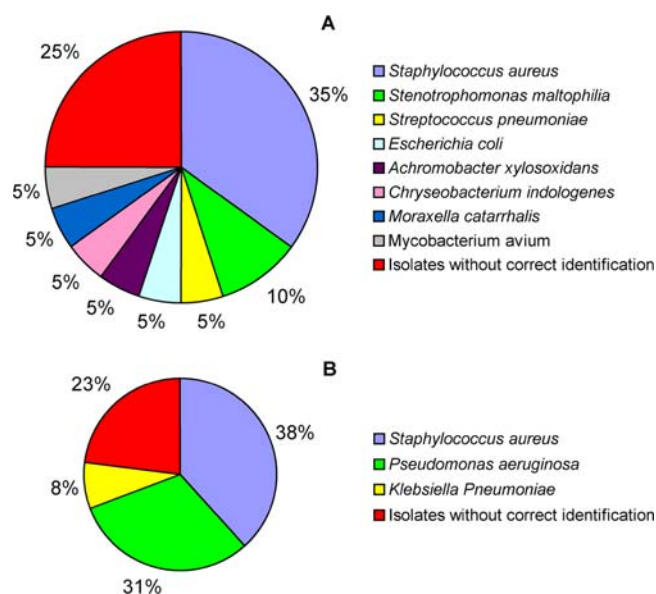 A
25%
35%
5%
5%
5%
5%
5%
5%
10%
Staphylococcus aureus
Stenotrophomonas maltophilia
Streptococcus pneumoniae
Escherichia coli
Achromobacter xylosoxidans
Chryseobacterium indologenes
Moraxella catarrhalis
Mycobacterium avium
Isolates without correct identification
B
23%
38%
8%
31%
Staphylococcus aureus
Pseudomonas aeruginosa
Klebsiella Pneumoniae
Isolates without correct identification